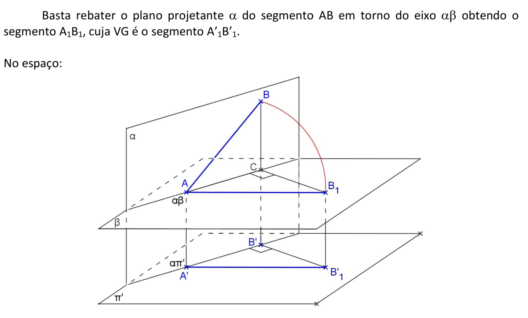 Basta rebater o plano projetante α do segmento AB em torno do eixo αβ obtendo o
segmento A₁B₁, cuja VG é o segmento A'₁B'₁.
No espaço:
B
α
C
A
B₁
αβ
β
B'
απ'
A'
B'₁
π'